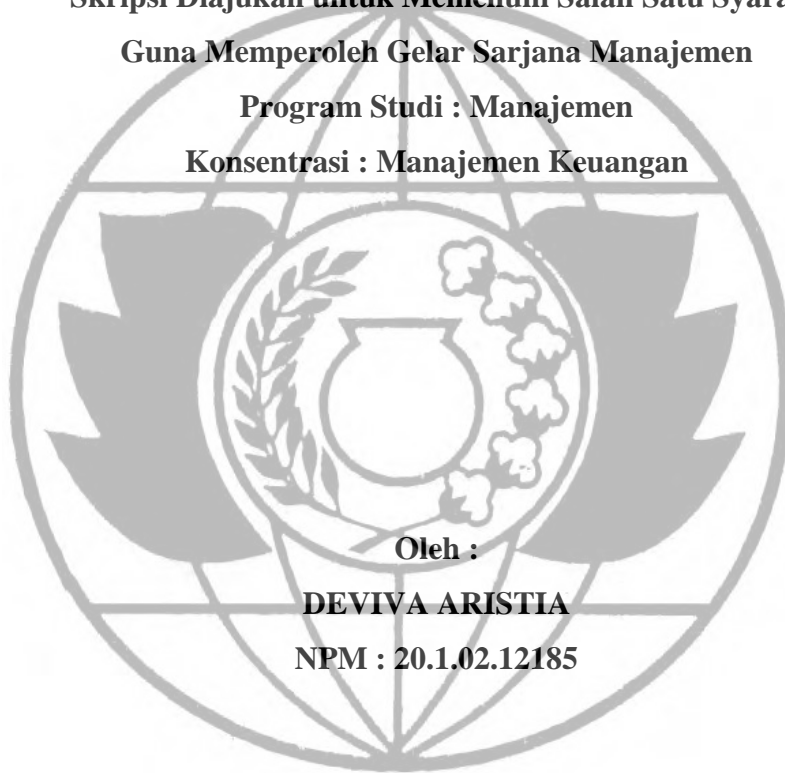 Skripsi Diajukan untuk Memenuhi Salah Satu Syarat
Guna Memperoleh Gelar Sarjana Manajemen
Program Studi : Manajemen
Konsentrasi : Manajemen Keuangan
Oleh :
DEVIVA ARISTIA
NPM : 20.1.02.12185